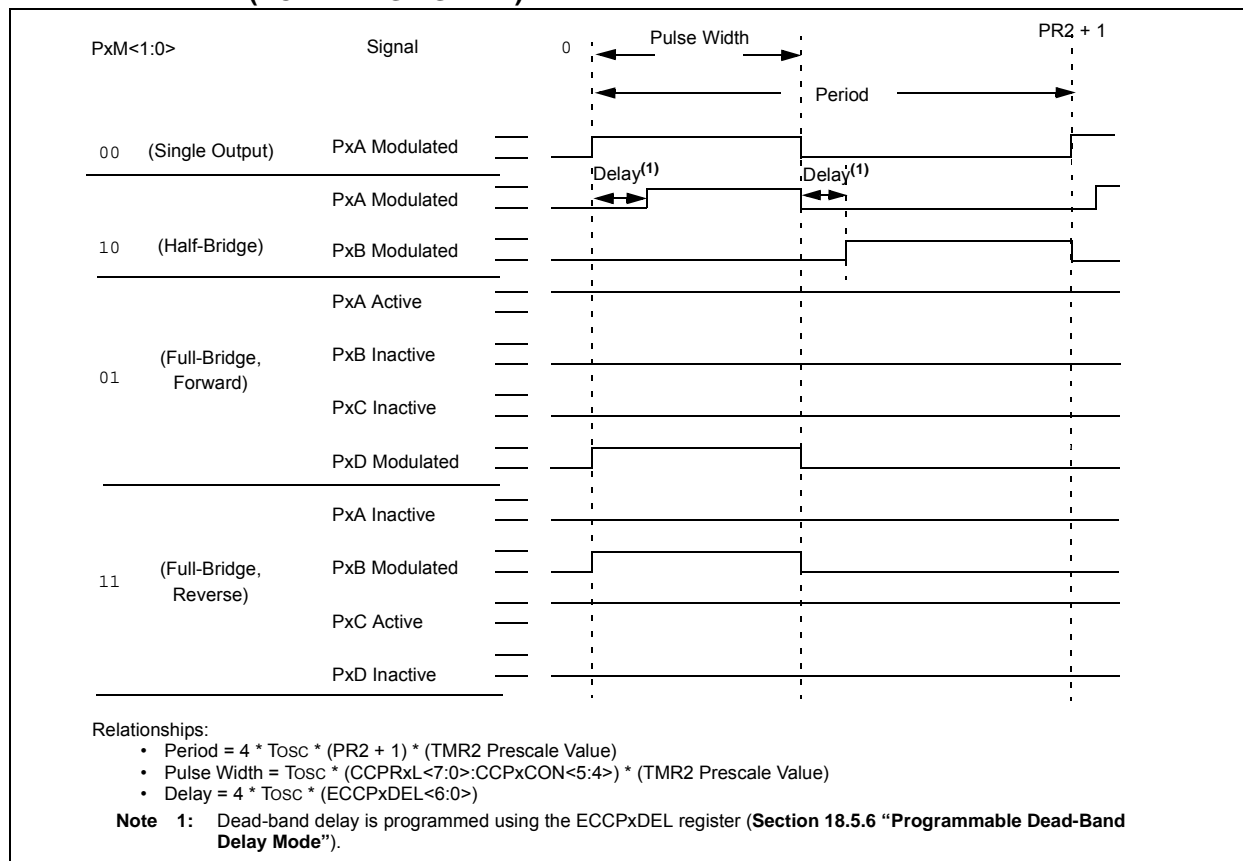 PxM<1:0> Signal 0 Pulse Width PR2 + 1
Period
00 (Single Output) PxA Modulated
Delay(1) Delay(1)
PxA Modulated
10 (Half-Bridge) PxB Modulated
PxA Active
(Full-Bridge, PxB Inactive
01 Forward)
PxC Inactive
PxD Modulated
PxA Inactive
(Full-Bridge, PxB Modulated
11 Reverse)
PxC Active
PxD Inactive
Relationships:
• Period = 4 * TOSC * (PR2 + 1) * (TMR2 Prescale Value)
• Pulse Width = TOSC * (CCPRxL<7:0>:CCPxCON<5:4>) * (TMR2 Prescale Value)
• Delay = 4 * TOSC * (ECCPxDEL<6:0>)
Note 1: Dead-band delay is programmed using the ECCPxDEL register (Section 18.5.6 “Programmable Dead-Band
Delay Mode”).